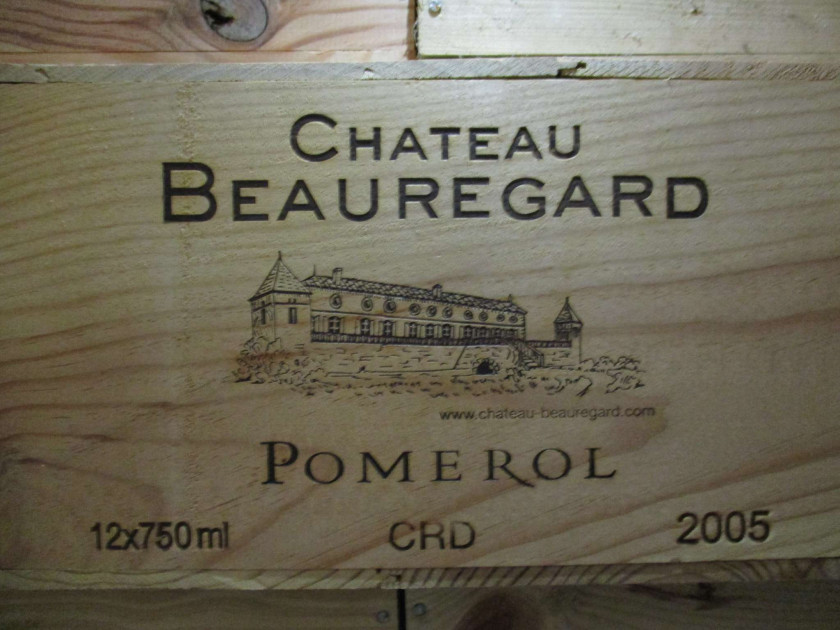 CHATEAU
BEAUREGARD
www.chateau-beauregard.com
POMEROL
12x750ml CRD 2005